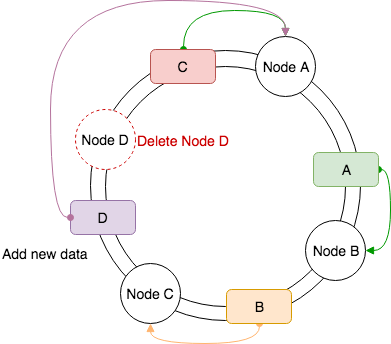 C
Node A
Node D
Delete Node D
A
D
Add new data
Node B
Node C
B